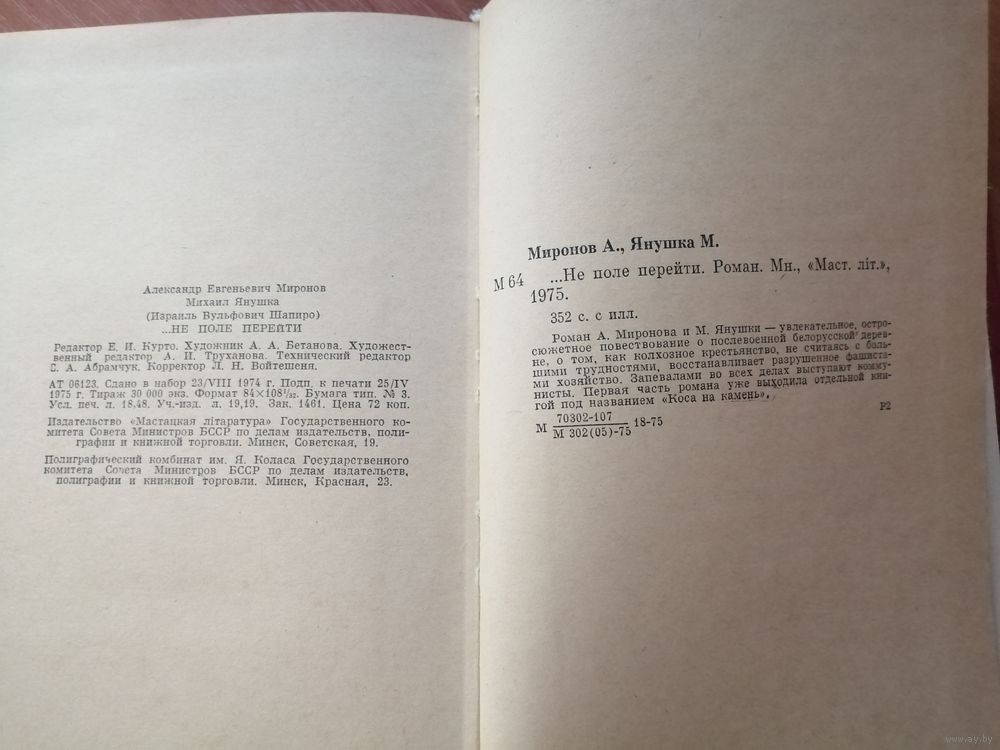 Александр Евгеньевич Миронов
Михаил Янушка
(Израиль Вульфович Шапиро)
...НЕ ПОЛЕ ПЕРЕЙТИ
Редактор Е. И. Курто. Художник А. А. Бетанова. Художест-
венный редактор А. И. Труханова. Технический редактор
С. А. Абрамчук. Корректор Л. Н. Войтешеня.
АТ 06123. Сдано в набор 23/VIII 1974 г. Подп. к печати 25/IV
1975 г. Тираж 30 000 экз. Формат 84×108¹/₃₂. Бумага тип. № 3.
Усл. печ. л. 18,48. Уч.-изд. л. 19,19. Зак. 1461. Цена 72 коп.
Издательство «Мастацкая літаратура» Государственного ко-
митета Совета Министров БССР по делам издательств, поли-
графии и книжной торговли. Минск, Советская, 19.
Полиграфический комбинат им. Я. Коласа Государственного
комитета Совета Министров БССР по делам издательств,
полиграфии и книжной торговли. Минск, Красная, 23.
Миронов А., Янушка М.
М 64 ...Не поле перейти. Роман. Мн., «Маст. літ.»,
1975.
352 с. с илл.
Роман А. Миронова и М. Янушки — увлекательное, остро-
сюжетное повествование о послевоенной белорусской дерев-
не, о том, как колхозное крестьянство, не считаясь с боль-
шими трудностями, восстанавливает разрушенное фашиста-
ми хозяйство. Запевалами во всех делах выступают комму-
нисты. Первая часть романа уже выходила отдельной кни-
гой под названием «Коса на камень».
М 70302-107 / М 302(05)-75 18-75
Р2
www.ay.by